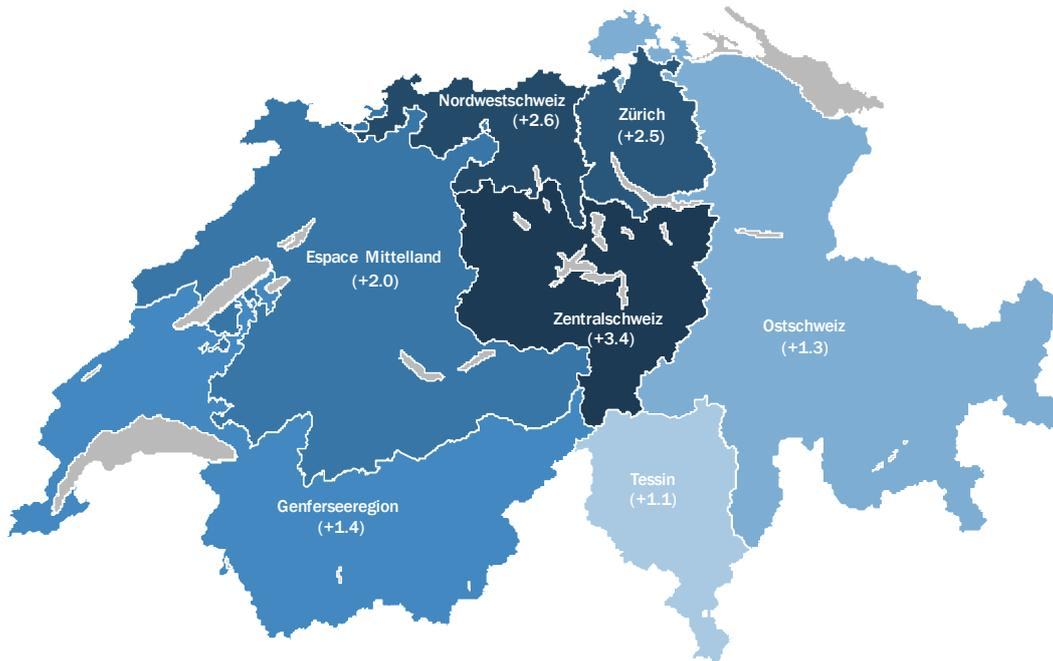 Nordwestschweiz
(+2.6)
Zürich
(+2.5)
Espace Mittelland
(+2.0)
Zentralschweiz
(+3.4)
Ostschweiz
(+1.3)
Tessin
(+1.1)
Genferseeregion
(+1.4)